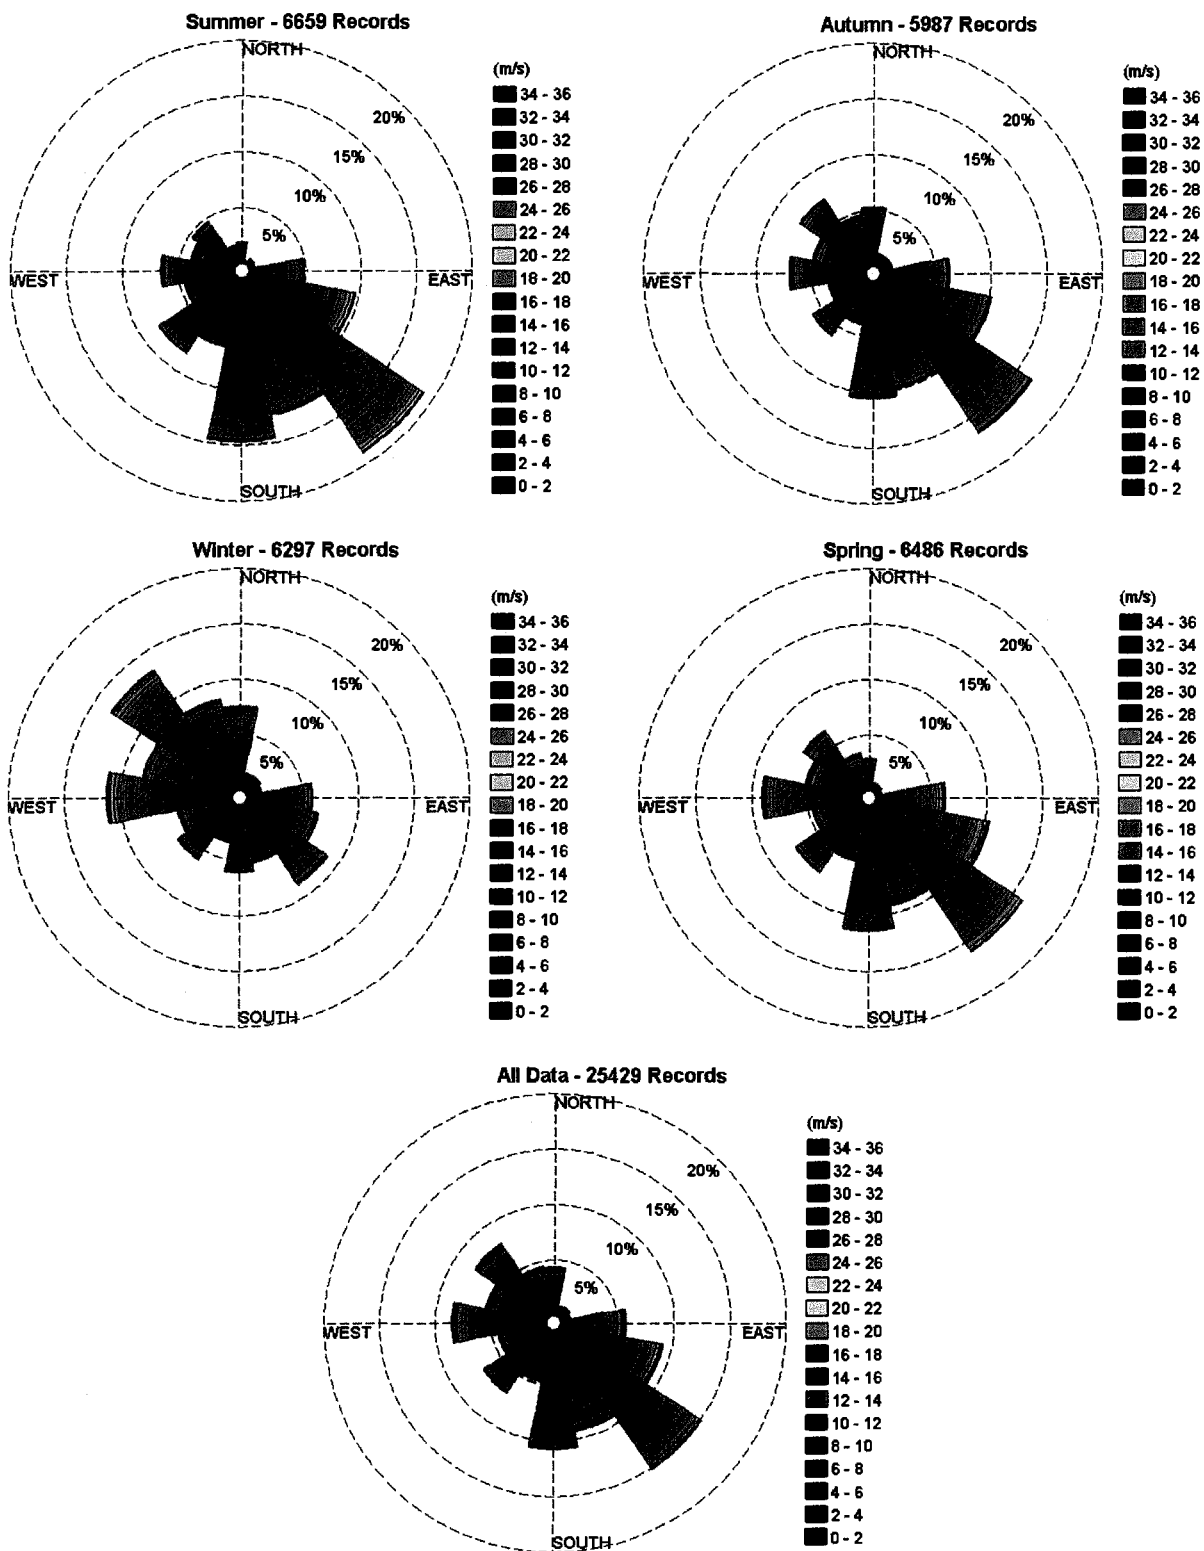 Summer - 6659 Records
NORTH
20%
15%
10%
5%
WEST
EAST
SOUTH
(m/s)
34 - 36
32 - 34
30 - 32
28 - 30
26 - 28
24 - 26
22 - 24
20 - 22
18 - 20
16 - 18
14 - 16
12 - 14
10 - 12
8 - 10
6 - 8
4 - 6
2 - 4
0 - 2
Autumn - 5987 Records
NORTH
20%
15%
10%
5%
WEST
EAST
SOUTH
(m/s)
34 - 36
32 - 34
30 - 32
28 - 30
26 - 28
24 - 26
22 - 24
20 - 22
18 - 20
16 - 18
14 - 16
12 - 14
10 - 12
8 - 10
6 - 8
4 - 6
2 - 4
0 - 2
Winter - 6297 Records
NORTH
20%
15%
10%
5%
WEST
EAST
SOUTH
(m/s)
34 - 36
32 - 34
30 - 32
28 - 30
26 - 28
24 - 26
22 - 24
20 - 22
18 - 20
16 - 18
14 - 16
12 - 14
10 - 12
8 - 10
6 - 8
4 - 6
2 - 4
0 - 2
Spring - 6486 Records
NORTH
20%
15%
10%
5%
WEST
EAST
SOUTH
(m/s)
34 - 36
32 - 34
30 - 32
28 - 30
26 - 28
24 - 26
22 - 24
20 - 22
18 - 20
16 - 18
14 - 16
12 - 14
10 - 12
8 - 10
6 - 8
4 - 6
2 - 4
0 - 2
All Data - 25429 Records
NORTH
20%
15%
10%
5%
WEST
EAST
SOUTH
(m/s)
34 - 36
32 - 34
30 - 32
28 - 30
26 - 28
24 - 26
22 - 24
20 - 22
18 - 20
16 - 18
14 - 16
12 - 14
10 - 12
8 - 10
6 - 8
4 - 6
2 - 4
0 - 2